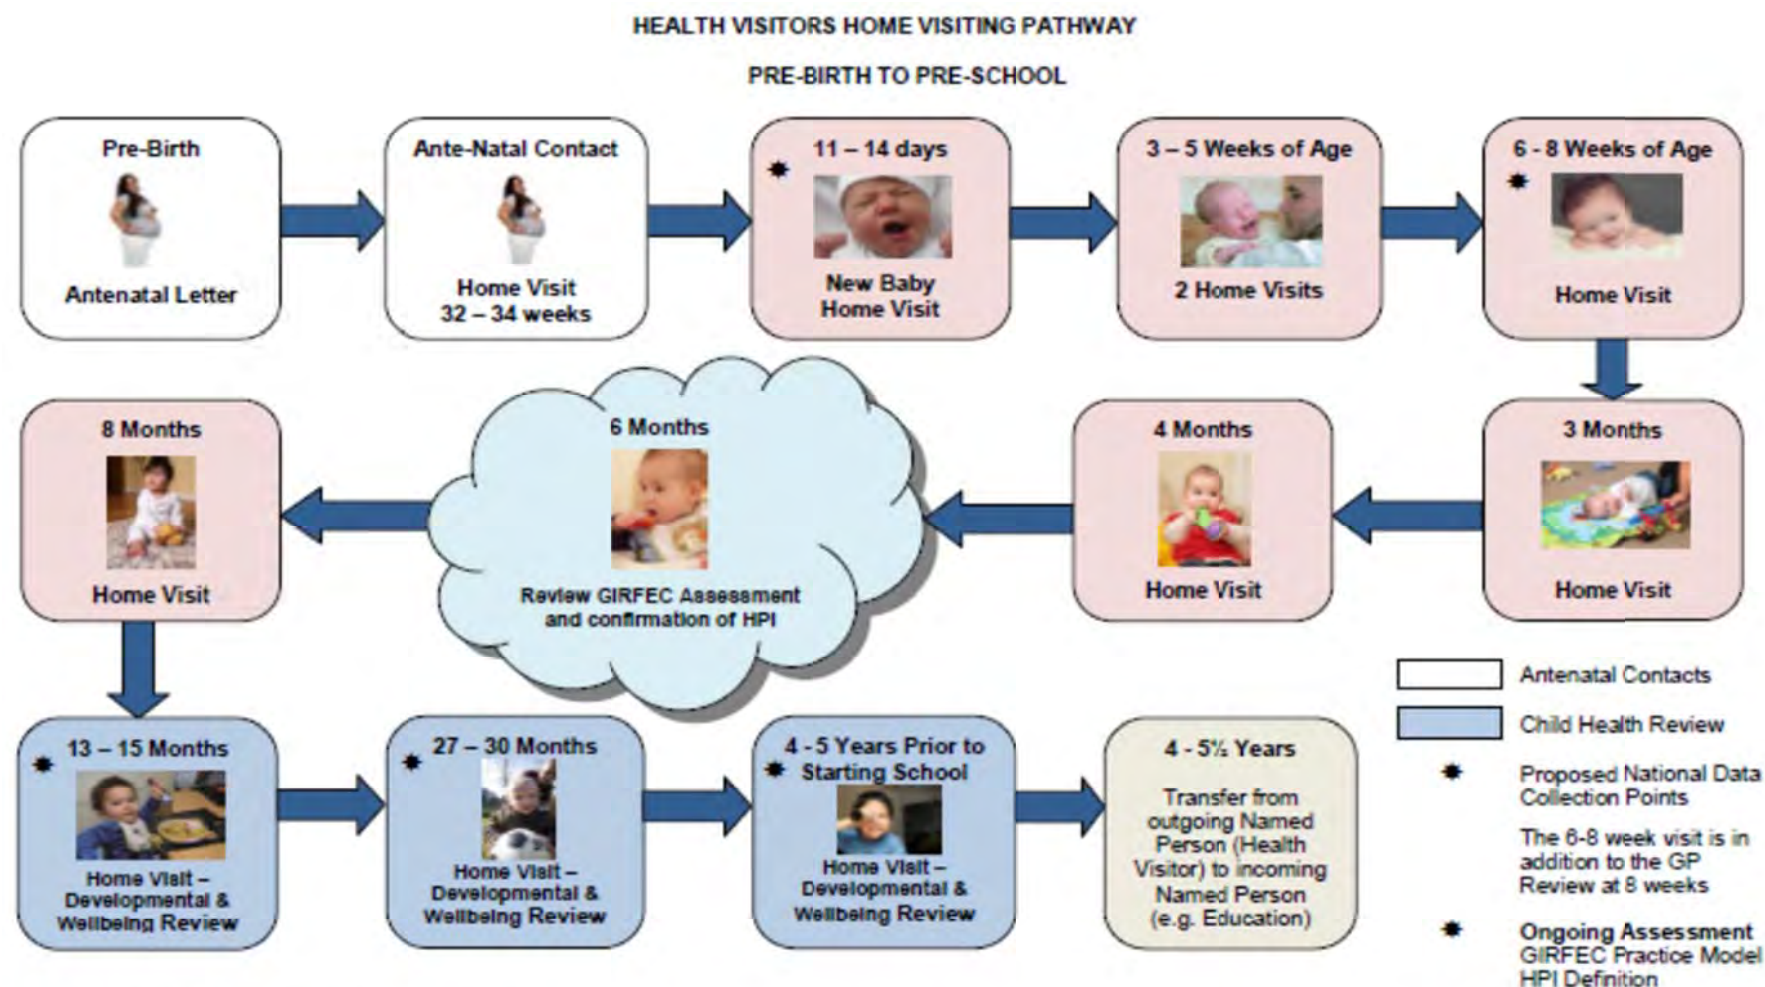 HEALTH VISITORS HOME VISITING PATHWAY
PRE-BIRTH TO PRE-SCHOOL
Pre-Birth
Antenatal Letter
Ante-Natal Contact
Home Visit
32 – 34 weeks
11 – 14 days
New Baby
Home Visit
3 – 5 Weeks of Age
2 Home Visits
6 - 8 Weeks of Age
Home Visit
3 Months
Home Visit
4 Months
Home Visit
6 Months
Review GIRFEC Assessment
and confirmation of HPI
8 Months
Home Visit
13 – 15 Months
Home Visit –
Developmental &
Wellbeing Review
27 – 30 Months
Home Visit –
Developmental &
Wellbeing Review
4 - 5 Years Prior to
Starting School
Home Visit –
Developmental &
Wellbeing Review
4 - 5½ Years
Transfer from
outgoing Named
Person (Health
Visitor) to incoming
Named Person
(e.g. Education)
Antenatal Contacts
Child Health Review
Proposed National Data
Collection Points
The 6-8 week visit is in
addition to the GP
Review at 8 weeks
Ongoing Assessment
GIRFEC Practice Model
HPI Definition